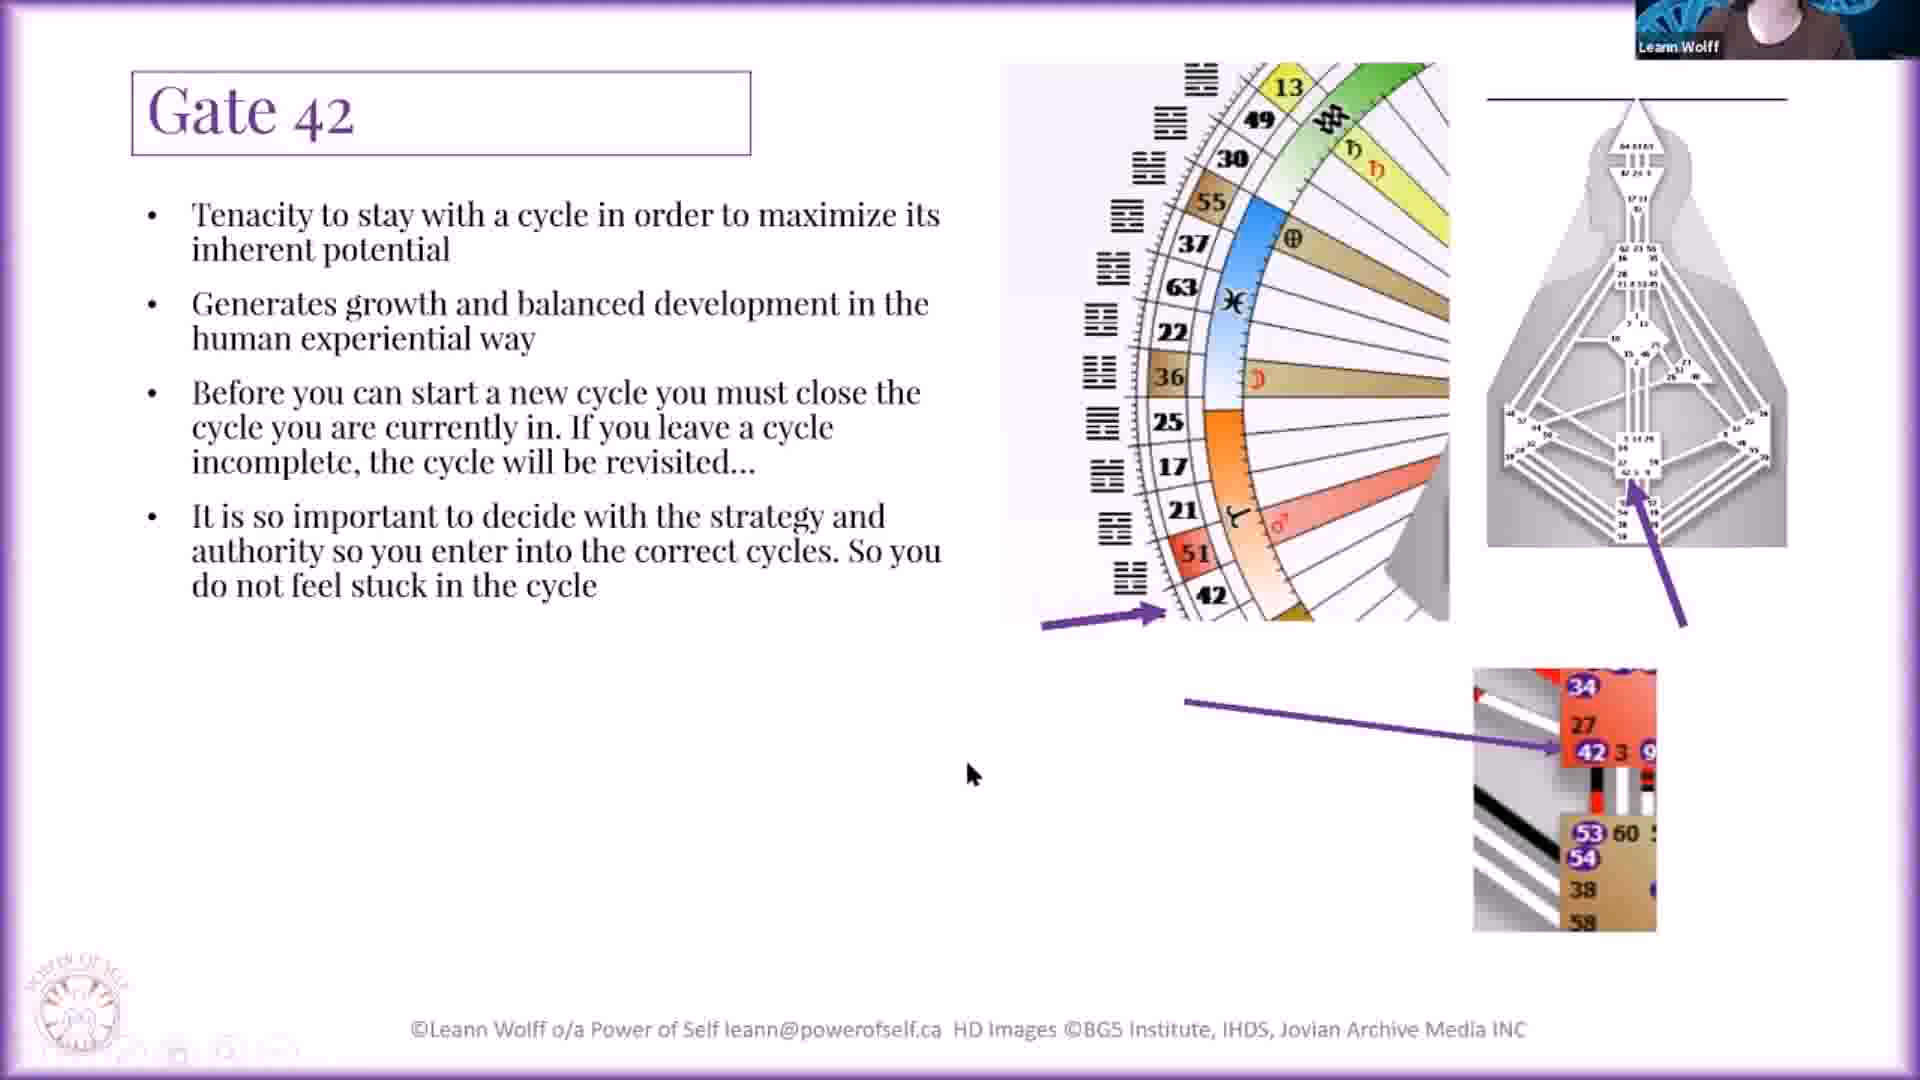 Leann Wolff
Gate 42
• Tenacity to stay with a cycle in order to maximize its
inherent potential
• Generates growth and balanced development in the
human experiential way
• Before you can start a new cycle you must close the
cycle you are currently in. If you leave a cycle
incomplete, the cycle will be revisited...
• It is so important to decide with the strategy and
authority so you enter into the correct cycles. So you
do not feel stuck in the cycle
13
49
30
55
37
63
22
36
25
17
21
51
42
34
27
42 3 9
53 60
54
38
58
POWER OF SELF
©Leann Wolff o/a Power of Self leann@powerofself.ca HD Images ©BG5 Institute, IHDS, Jovian Archive Media INC